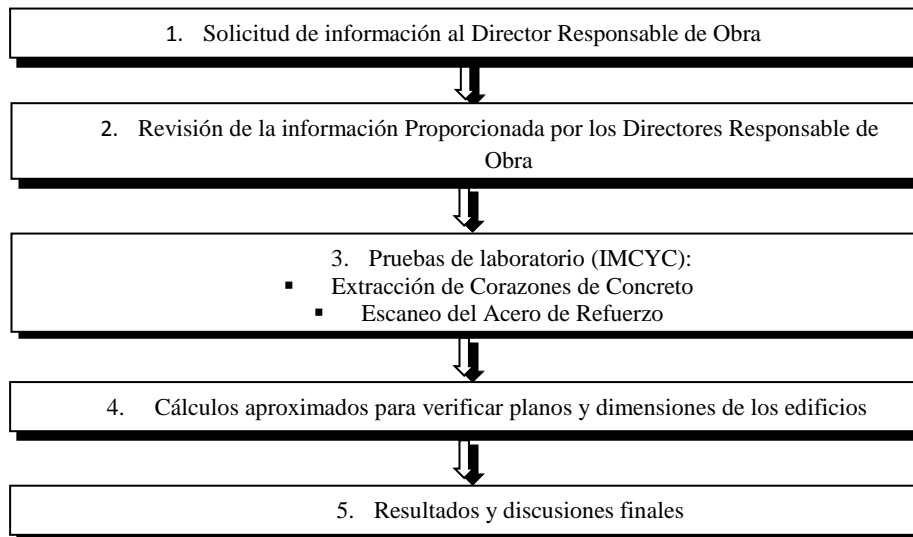 1. Solicitud de información al Director Responsable de Obra
2. Revisión de la información Proporcionada por los Directores Responsable de
Obra
3. Pruebas de laboratorio (IMCYC):
▪ Extracción de Corazones de Concreto
▪ Escaneo del Acero de Refuerzo
4. Cálculos aproximados para verificar planos y dimensiones de los edificios
5. Resultados y discusiones finales